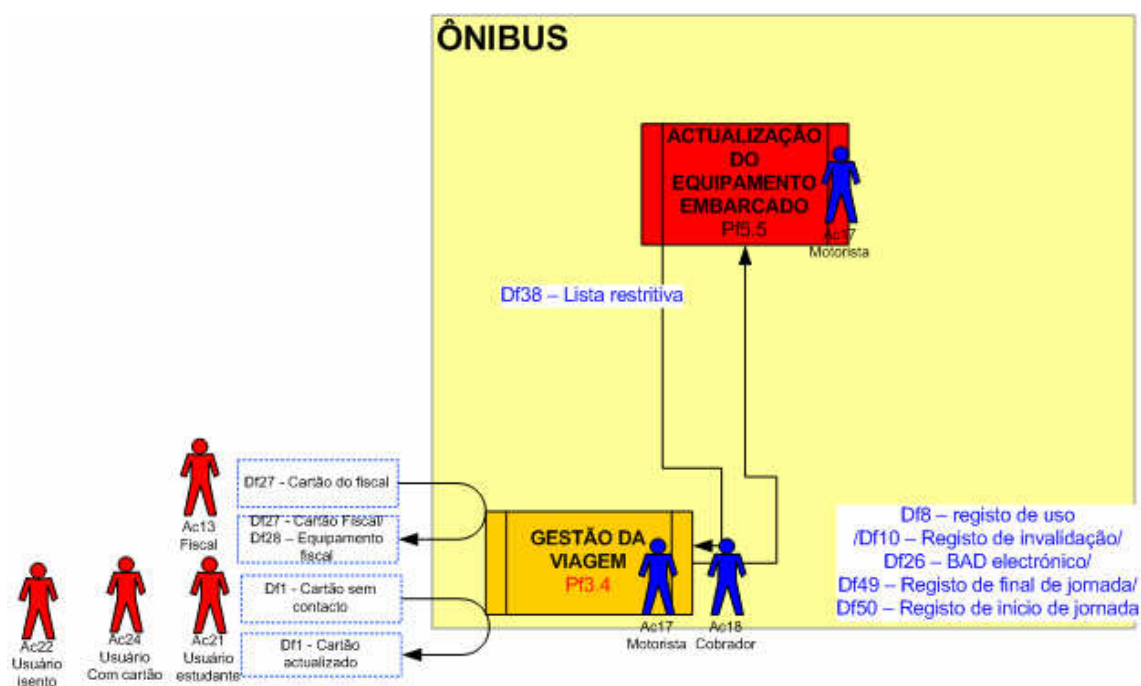 ÔNIBUS
ACTUALIZAÇÃO
DO
EQUIPAMENTO
EMBARCADO
Pf5.5
Ac17
Motorista
Df38 – Lista restritiva
Ac13
Fiscal
Df27 - Cartão do fiscal
Df27 - Cartão Fiscal/
Df28 – Equipamento
fiscal
GESTÃO DA
VIAGEM
Pf3.4
Ac17
Motorista
Ac18
Cobrador
Df8 – registo de uso
/Df10 – Registo de invalidação/
Df26 – BAD electrónico/
Df49 – Registo de final de jornada/
Df50 – Registo de inicio de jornada
Df1 - Cartão sem
contacto
Df1 - Cartão
actualizado
Ac22
Usuário
isento
Ac24
Usuário
Com cartão
Ac21
Usuário
estudante